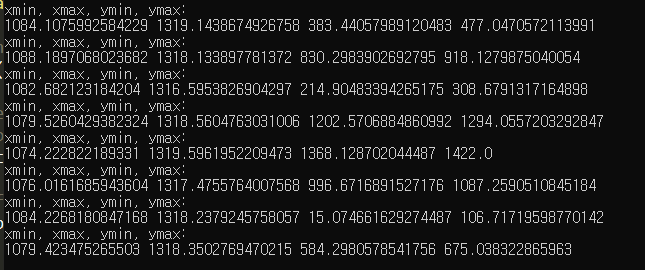 xmin, xmax, ymin, ymax:
1084.1075992584229 1319.1438674926758 383.44057989120483 477.0470572113991
xmin, xmax, ymin, ymax:
1088.1897068023682 1318.133897781372 830.2983902692795 918.1279875040054
xmin, xmax, ymin, ymax:
1082.682123184204 1316.5953826904297 214.90483394265175 308.6791317164898
xmin, xmax, ymin, ymax:
1079.5260429382324 1318.5604763031006 1202.5706884860992 1294.0557203292847
xmin, xmax, ymin, ymax:
1074.222822189331 1319.5961952209473 1368.128702044487 1422.0
xmin, xmax, ymin, ymax:
1076.0161685943604 1317.4755764007568 996.6716891527176 1087.2590510845184
xmin, xmax, ymin, ymax:
1084.2268180847168 1318.2379245758057 15.074661629274487 106.71719598770142
xmin, xmax, ymin, ymax:
1079.423475265503 1318.3502769470215 584.2980578541756 675.038322865963